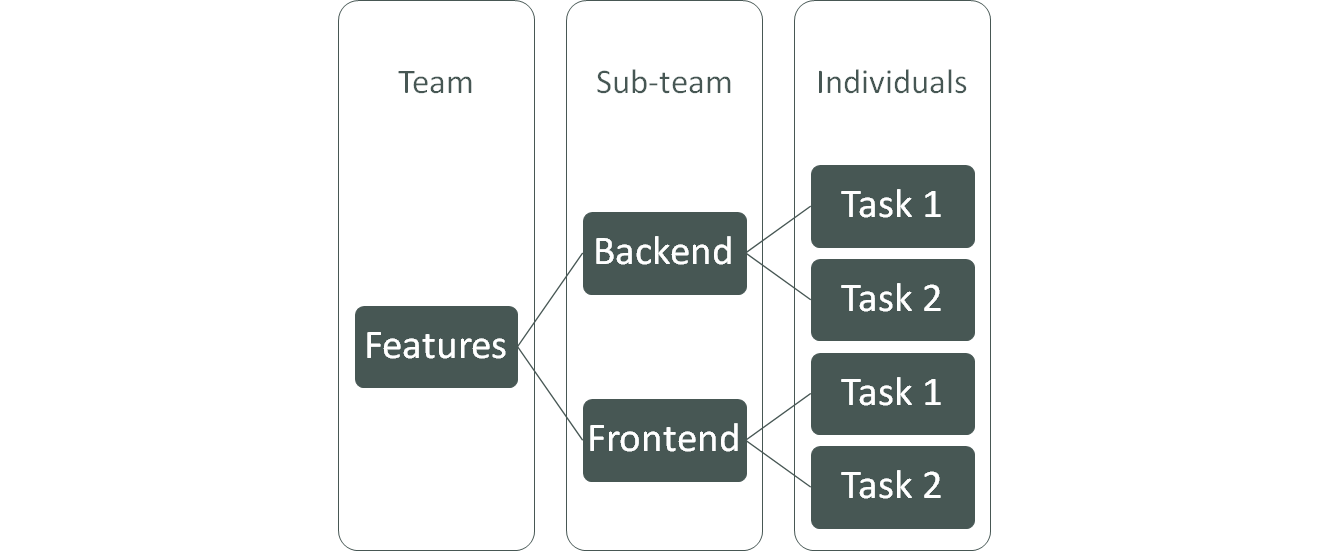 Team
Sub-team
Individuals
Features
Backend
Frontend
Task 1
Task 2
Task 1
Task 2